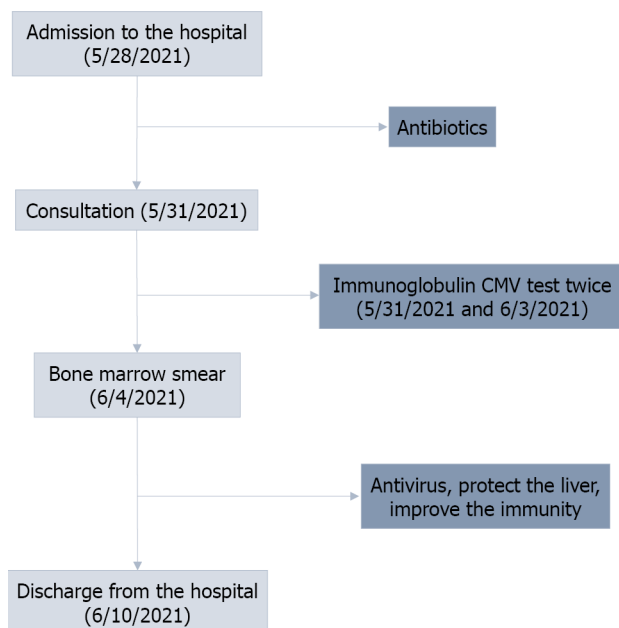 Admission to the hospital
(5/28/2021)
Antibiotics
Consultation (5/31/2021)
Immunoglobulin CMV test twice
(5/31/2021 and 6/3/2021)
Bone marrow smear
(6/4/2021)
Antivirus, protect the liver,
improve the immunity
Discharge from the hospital
(6/10/2021)